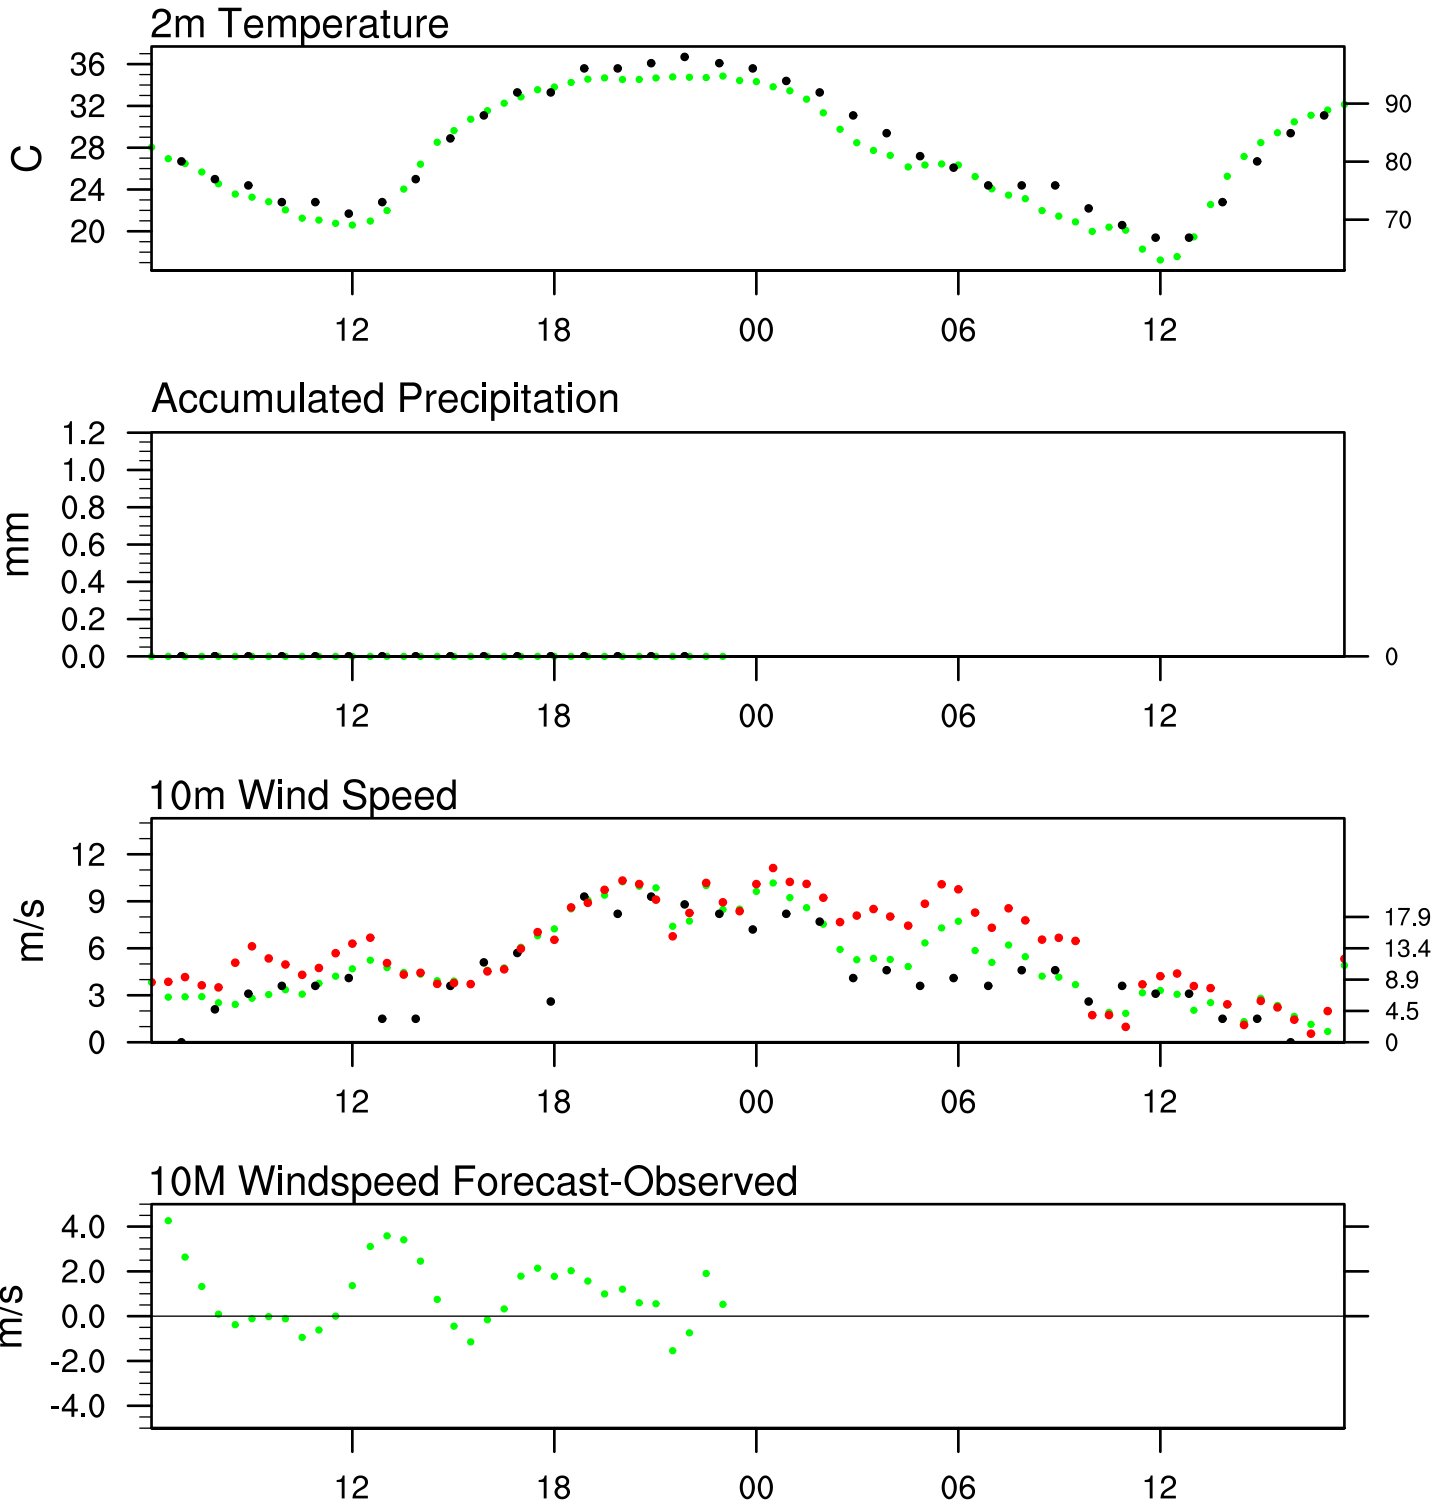 2m Temperature
36
32
28
24
20
C
90
80
70
12 18 00 06 12
Accumulated Precipitation
1.2
1.0
0.8
0.6
0.4
0.2
0.0
mm
0
12 18 00 06 12
10m Wind Speed
12
9
6
3
0
m/s
17.9
13.4
8.9
4.5
0
12 18 00 06 12
10M Windspeed Forecast-Observed
4.0
2.0
0.0
-2.0
-4.0
m/s
12 18 00 06 12